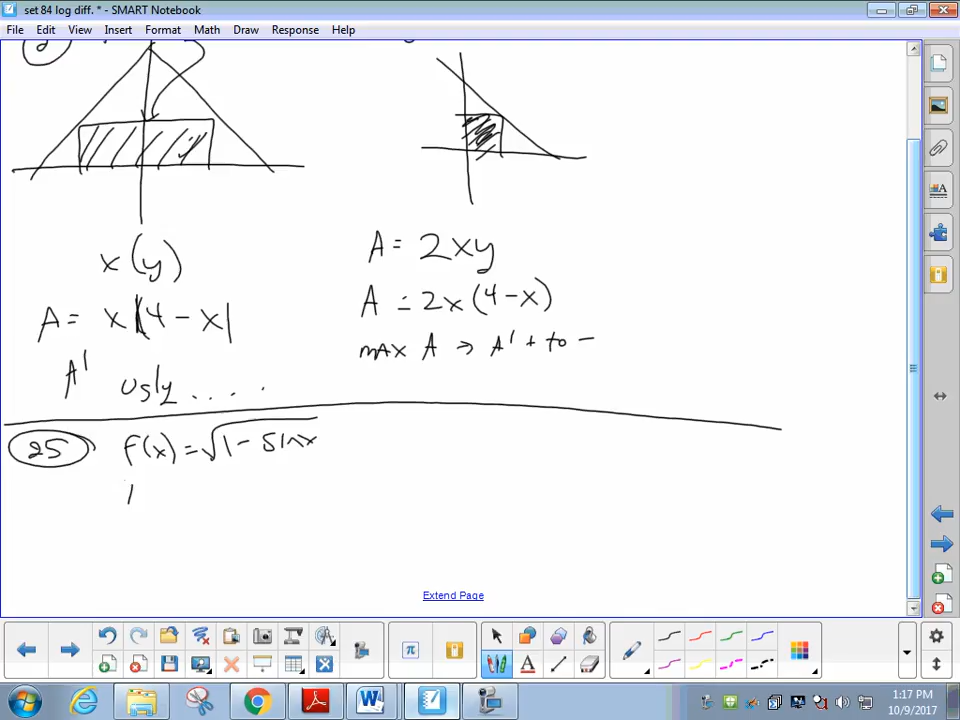 set 84 log diff. * - SMART Notebook
File Edit View Insert Format Math Draw Response Help
x (y)
A = x |4 - x|
A' ugly ....
A = 2xy
A = 2x (4 - x)
max A ⇒ A' + to -
25 f(x) = √1 - sinx
Extend Page
1:17 PM
10/9/2017